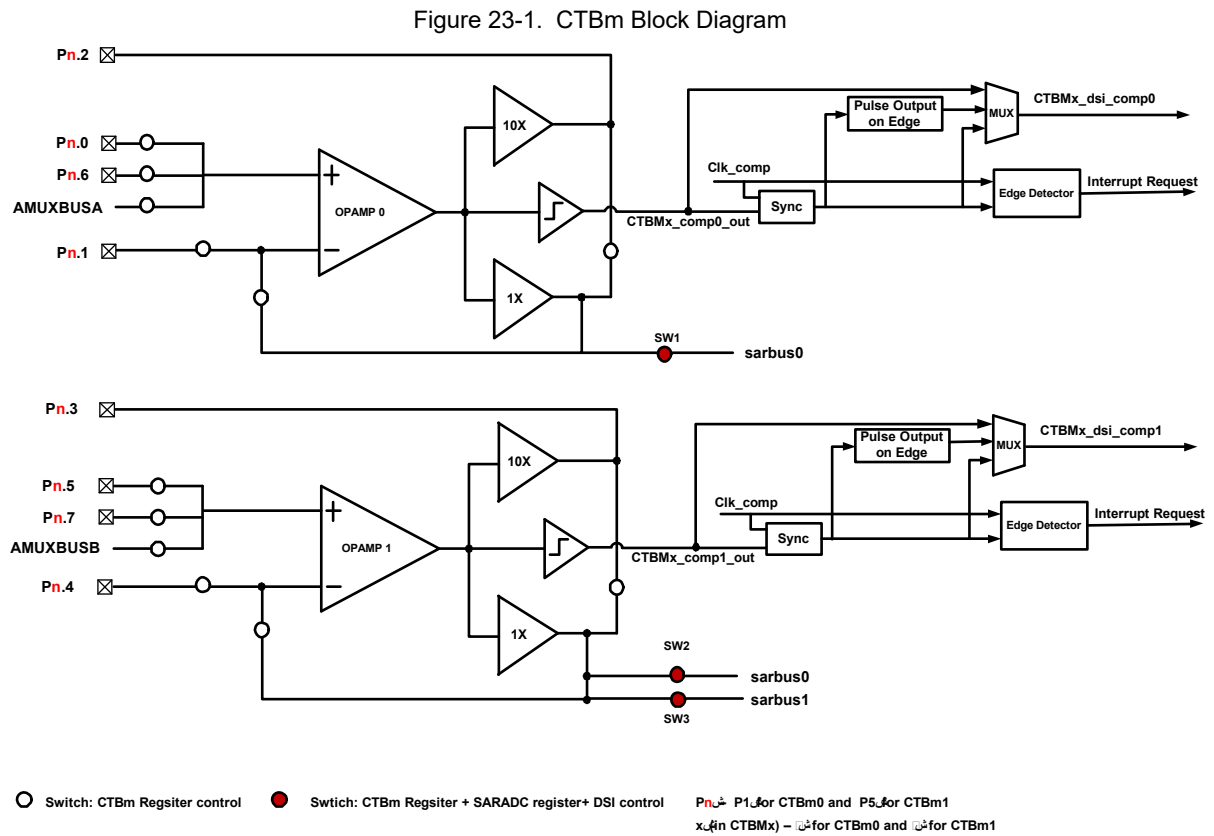 Figure 23-1. CTBm Block Diagram
Pn.2
Pn.0
Pn.6
AMUXBUSA
Pn.1
+
OPAMP 0
−
10X
1X
SW1
sarbus0
CTBMx_comp0_out
Clk_comp
Sync
Pulse Output
on Edge
MUX
CTBMx_dsi_comp0
Edge Detector
Interrupt Request
Pn.3
Pn.5
Pn.7
AMUXBUSB
Pn.4
+
OPAMP 1
−
10X
1X
SW2
sarbus0
sarbus1
SW3
CTBMx_comp1_out
Clk_comp
Sync
Pulse Output
on Edge
MUX
CTBMx_dsi_comp1
Edge Detector
Interrupt Request
Switch: CTBm Regsiter control
Swtich: CTBm Regsiter + SARADC register+ DSI control
Pn P1 for CTBm0 and P5 for CTBm1
x (in CTBMx) – for CTBm0 and for CTBm1